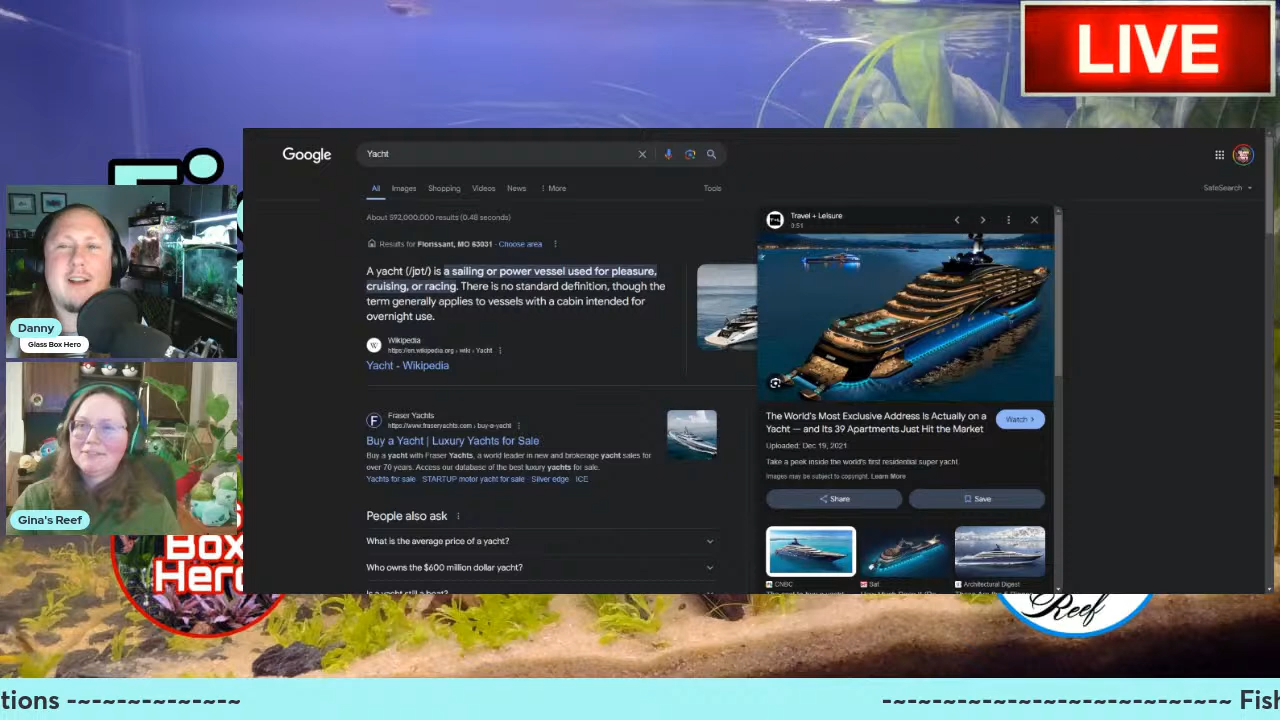 LIVE
Google
Yacht
All Images Shopping Videos News More Tools
SafeSearch
About 592,000,000 results (0.48 seconds)
Results for Florissant, MO 63031 · Choose area
A yacht (/jɒt/) is a sailing or power vessel used for pleasure,
cruising, or racing. There is no standard definition, though the
term generally applies to vessels with a cabin intended for
overnight use.
W
Wikipedia
https://en.wikipedia.org › wiki › Yacht
Yacht - Wikipedia
F
Fraser Yachts
https://www.fraseryachts.com › buy-a-yacht
Buy a Yacht | Luxury Yachts for Sale
Buy a yacht with Fraser Yachts, a world leader in new and brokerage yacht sales for
over 70 years. Access our database of the best luxury yachts for sale.
Yachts for sale · STARTUP motor yacht for sale · Silver edge · ICE
People also ask
What is the average price of a yacht?
Who owns the $600 million dollar yacht?
Is a yacht still a boat?
T+L
Travel + Leisure
3:51
The World's Most Exclusive Address Is Actually on a
Yacht — and Its 39 Apartments Just Hit the Market
Watch >
Uploaded: Dec 19, 2021
Take a peek inside the world's first residential super yacht.
Images may be subject to copyright. Learn More
Share
Save
CNBC
Architectural Digest
Danny
Glass Box Hero
Gina's Reef
Box
Hero
Reef
tions -~-~-~-~-~-~-
-~-~-~-~-~-~-~-~-~-~-~-~-~ Fish